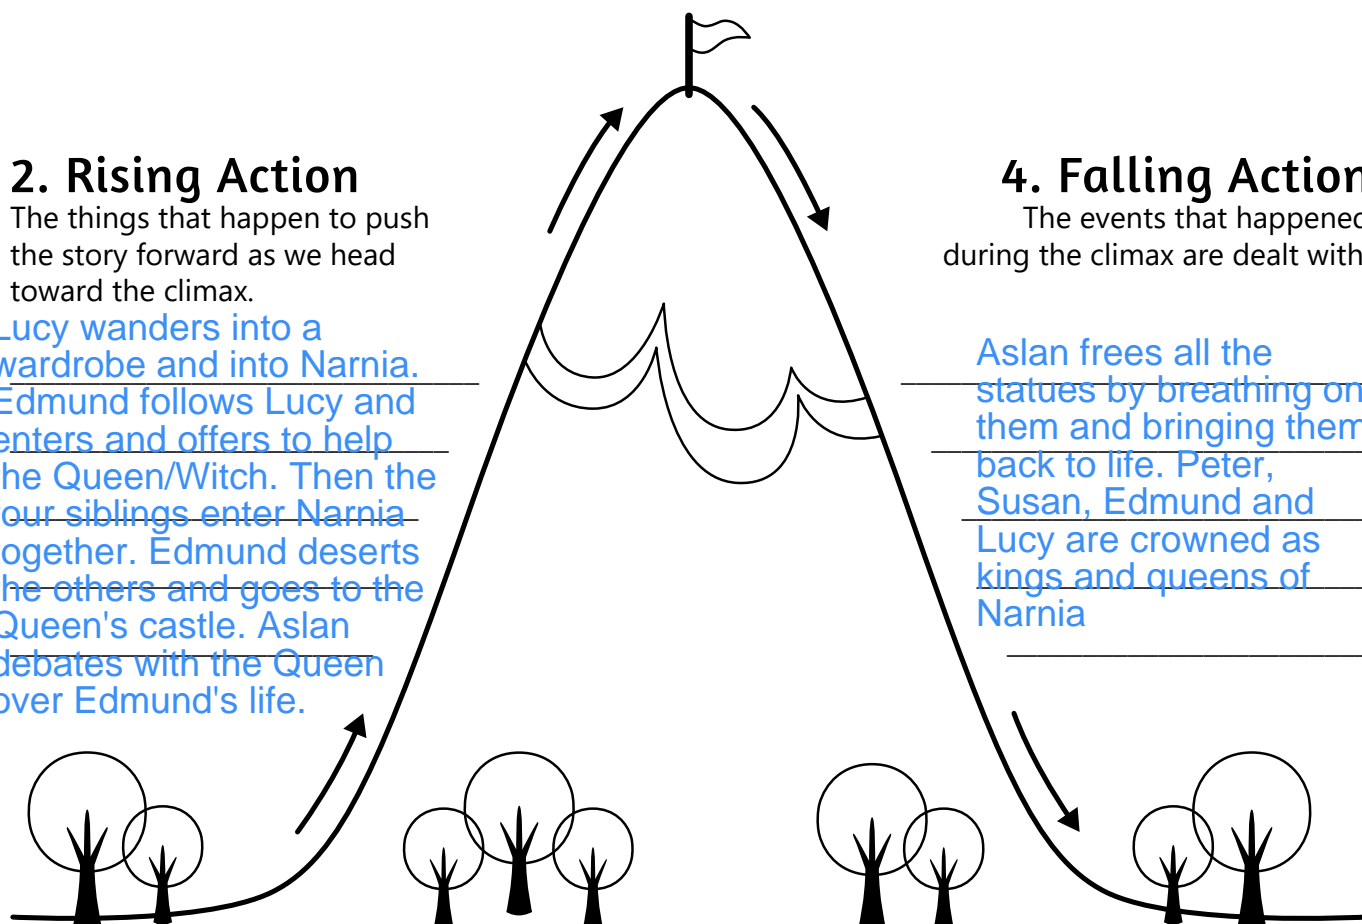 2. Rising Action
The things that happen to push
the story forward as we head
toward the climax.
Lucy wanders into a
wardrobe and into Narnia.
Edmund follows Lucy and
enters and offers to help
the Queen/Witch. Then the
four siblings enter Narnia
together. Edmund deserts
the others and goes to the
Queen's castle. Aslan
debates with the Queen
over Edmund's life.
4. Falling Action
The events that happened
during the climax are dealt with
Aslan frees all the
statues by breathing on
them and bringing them
back to life. Peter,
Susan, Edmund and
Lucy are crowned as
kings and queens of
Narnia